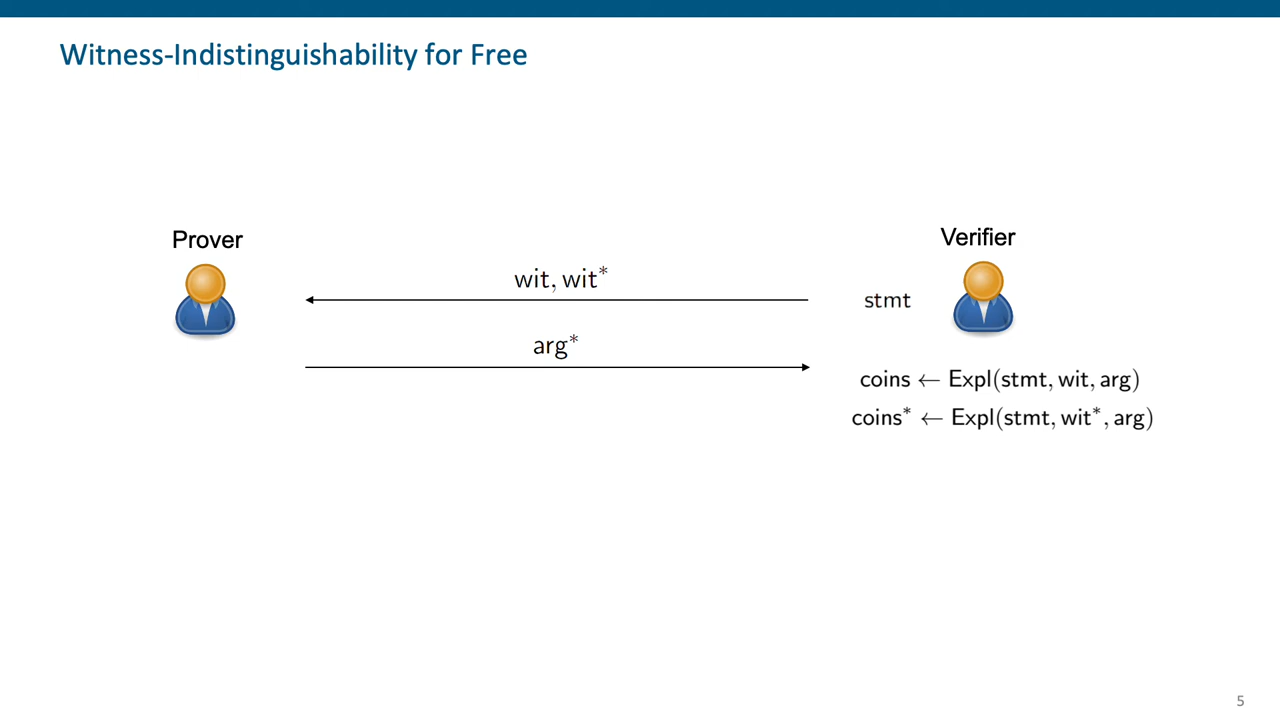 Witness-Indistinguishability for Free
Prover
Verifier
wit, wit*
stmt
arg*
coins ← Expl(stmt, wit, arg)
coins* ← Expl(stmt, wit*, arg)
5